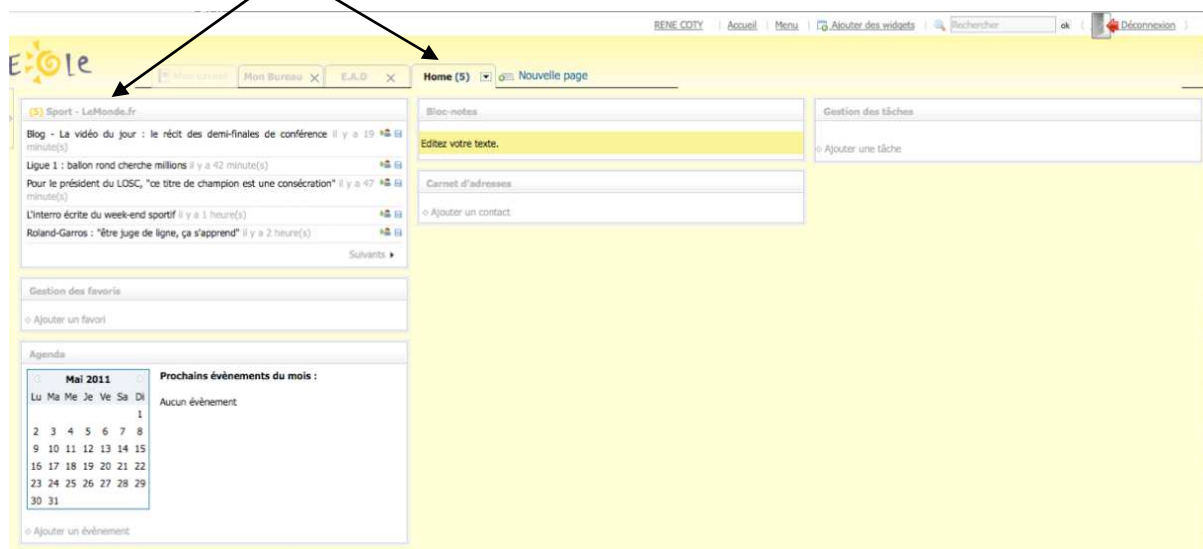 RENE COTY | Accueil | Menu | Ajouter des widgets | Rechercher ok ( Déconnexion )
EOle
Mon carnet Mon Bureau X E.A.D X Home (5) Nouvelle page
(5) Sport - LeMonde.fr
Blog - La vidéo du jour : le récit des demi-finales de conférence il y a 19
minute(s)
Ligue 1 : ballon rond cherche millions il y a 42 minute(s)
Pour le président du LOSC, "ce titre de champion est une consécration" il y a 47
minute(s)
L'interro écrite du week-end sportif il y a 1 heure(s)
Roland-Garros : "être juge de ligne, ça s'apprend" il y a 2 heure(s)
Suivants
Gestion des favoris
Ajouter un favori
Agenda
Mai 2011
Lu Ma Me Je Ve Sa Di
1
2 3 4 5 6 7 8
9 10 11 12 13 14 15
16 17 18 19 20 21 22
23 24 25 26 27 28 29
30 31
Prochains évènements du mois :
Aucun évènement
Ajouter un évènement
Bloc-notes
Editez votre texte.
Carnet d'adresses
Ajouter un contact
Gestion des tâches
Ajouter une tâche